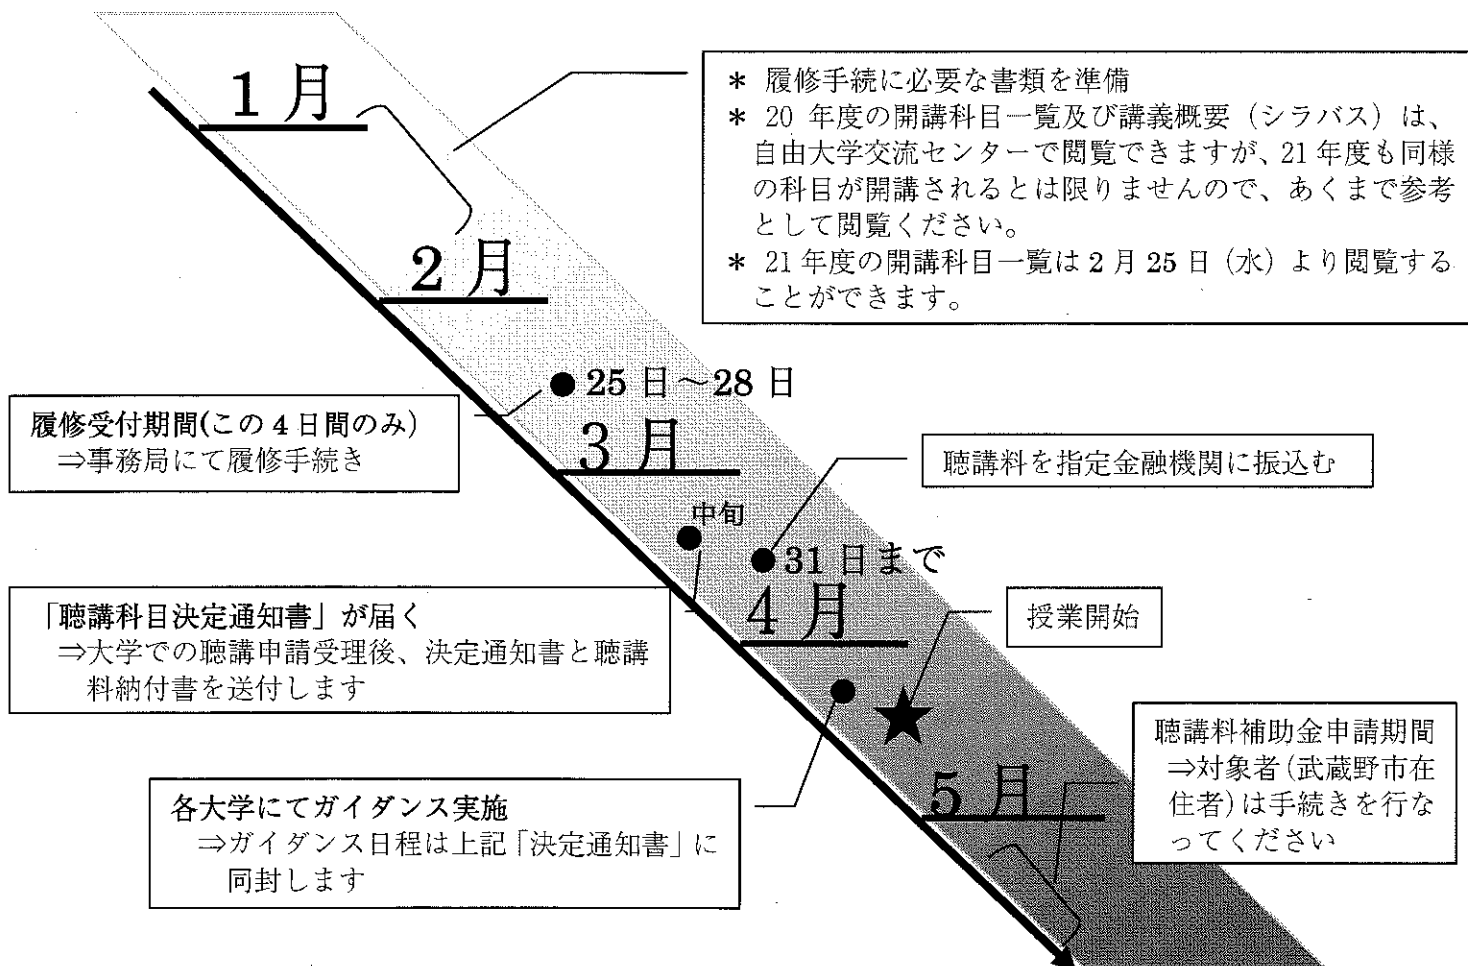 1月
* 履修手続に必要な書類を準備
* 20 年度の開講科目一覧及び講義概要（シラバス）は、
自由大学交流センターで閲覧できますが、21 年度も同様
の科目が開講されるとは限りませんので、あくまで参考
として閲覧ください。
* 21 年度の開講科目一覧は 2 月 25 日（水）より閲覧する
ことができます。
2月
25 日～28 日
履修受付期間(この 4 日間のみ)
⇒事務局にて履修手続き
3月
聴講料を指定金融機関に振込む
中旬
31 日まで
「聴講科目決定通知書」が届く
⇒大学での聴講申請受理後、決定通知書と聴講
料納付書を送付します
4月
授業開始
聴講料補助金申請期間
⇒対象者(武蔵野市在
住者)は手続きを行な
ってください
5月
各大学にてガイダンス実施
⇒ガイダンス日程は上記「決定通知書」に
同封します